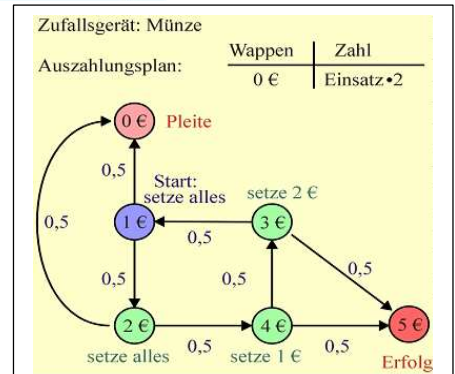 Zufallsgerät: Münze
Wappen Zahl
Auszahlungsplan: 0 € Einsatz•2
0 € Pleite
0,5
Start:
setze alles
setze 2 €
1 € 3 €
0,5
0,5
0,5
0,5
0,5
2 € 4 € 5 €
setze alles 0,5 setze 1 € 0,5
Erfolg